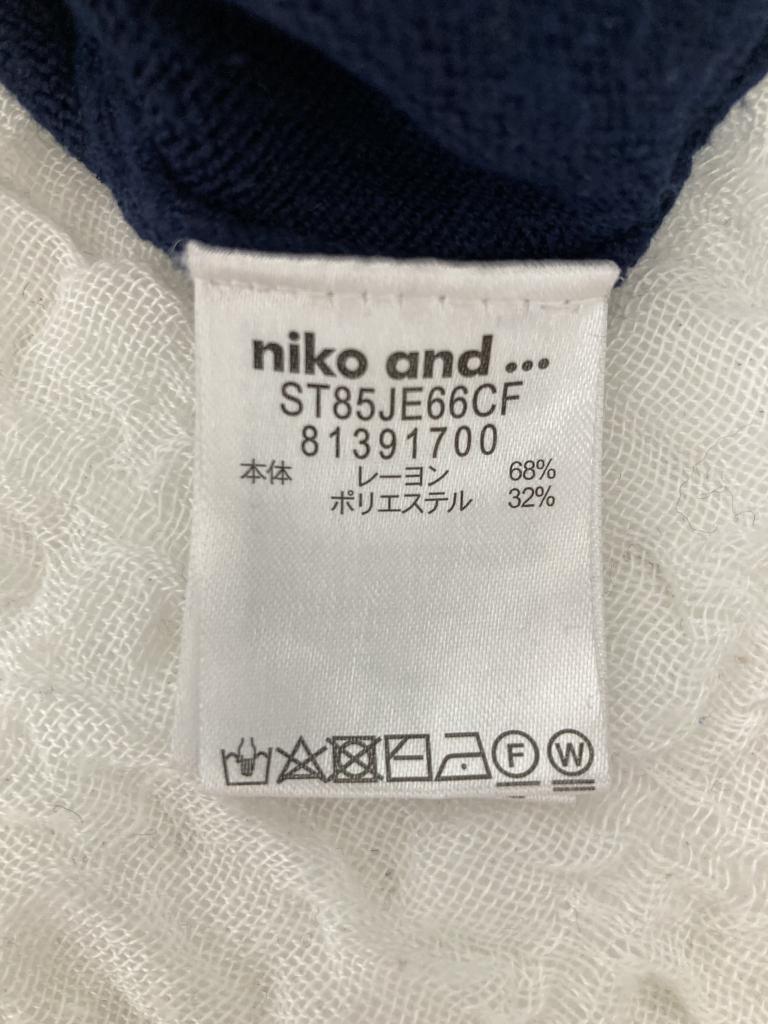 niko and ...
ST85JE66CF
81391700
本体 レーヨン 68%
ポリエステル 32%
F W